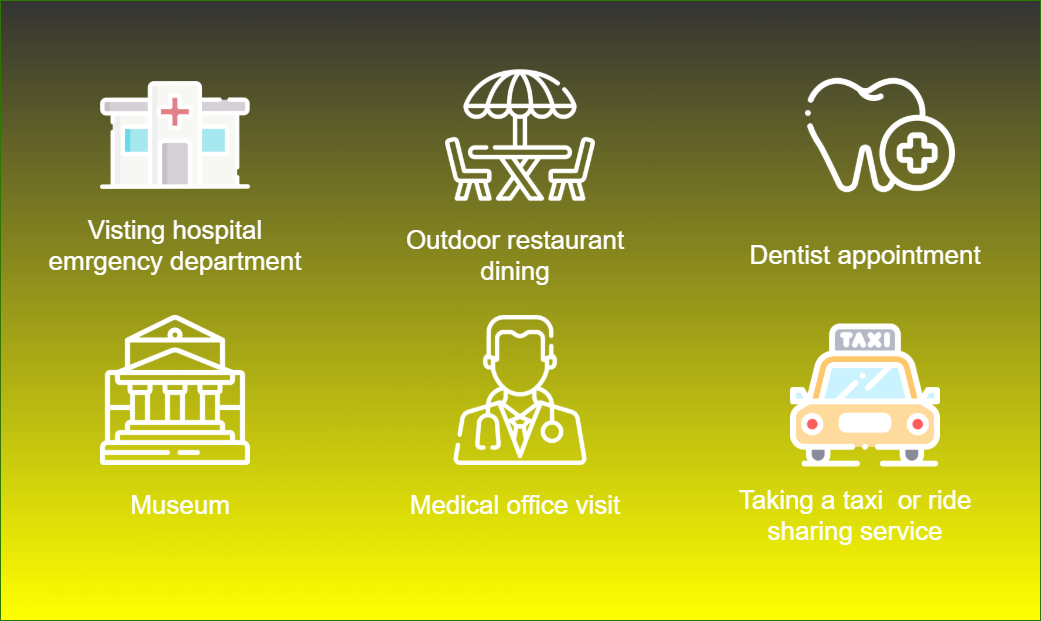 Visting hospital
emrgency department
Outdoor restaurant
dining
Dentist appointment
Museum
Medical office visit
TAXI
Taking a taxi  or ride
sharing service